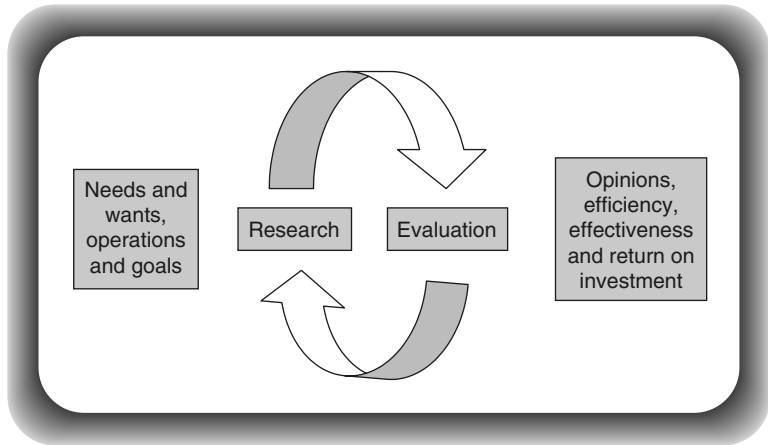 Needs and
wants,
operations
and goals
Research
Evaluation
Opinions,
efficiency,
effectiveness
and return on
investment